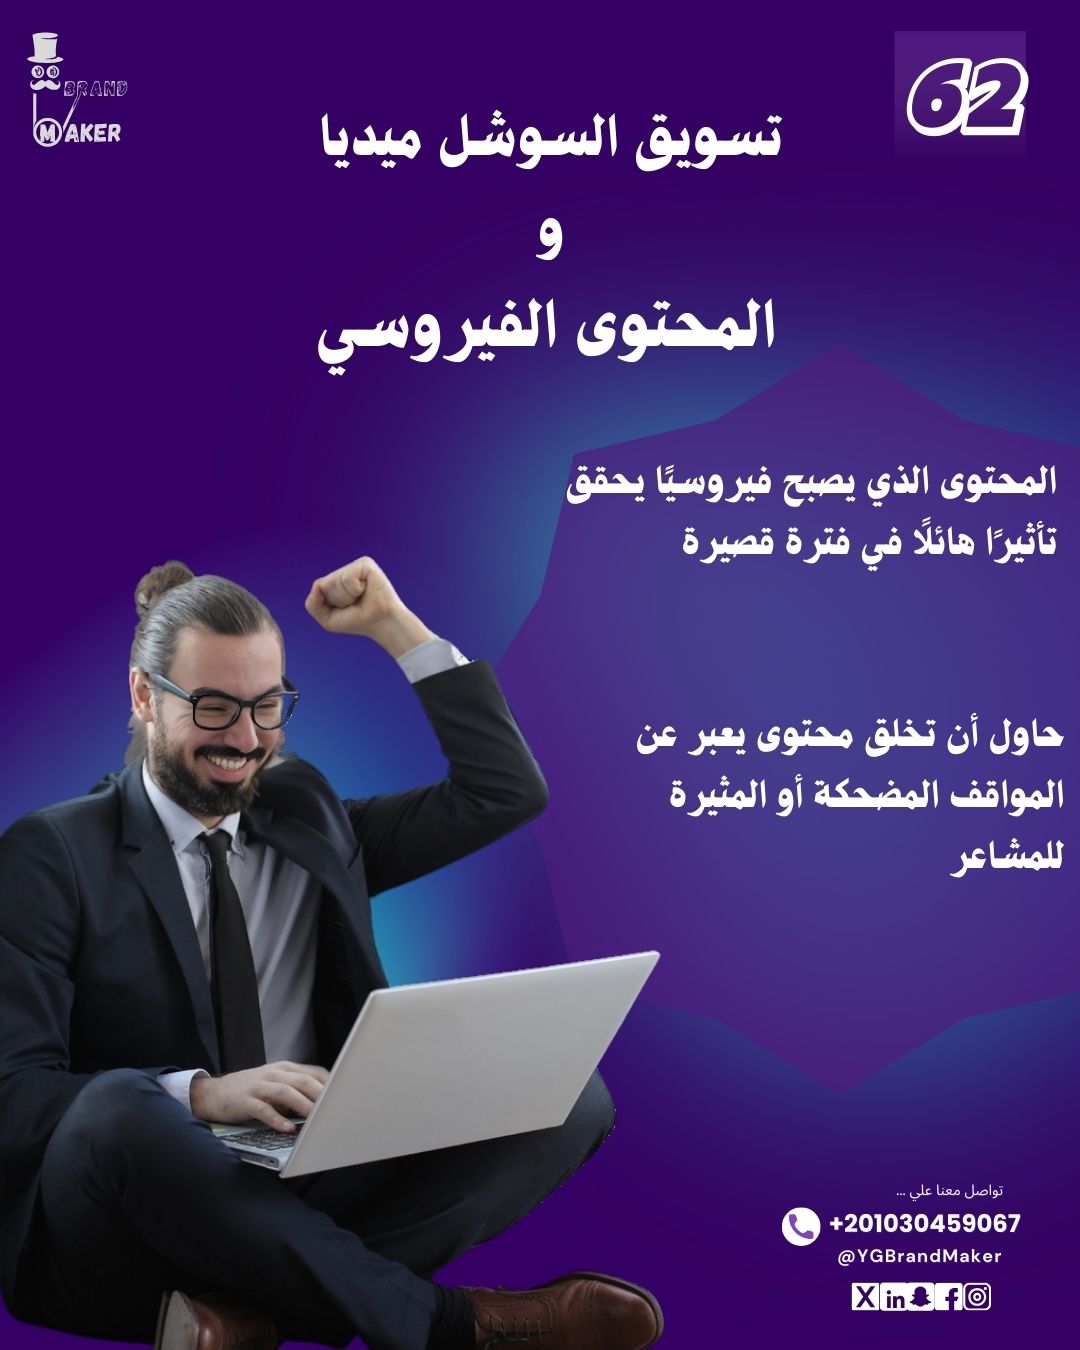 BRAND
MAKER
62
تسويق السوشل ميديا
و
المحتوى الفيروسي
المحتوى الذي يصبح فيروسيًا يحقق
تأثيرًا هائلًا في فترة قصيرة
حاول أن تخلق محتوى يعبر عن
المواقف المضحكة أو المثيرة
للمشاعر
تواصل معنا علي ...
+201030459067
@YGBrandMaker